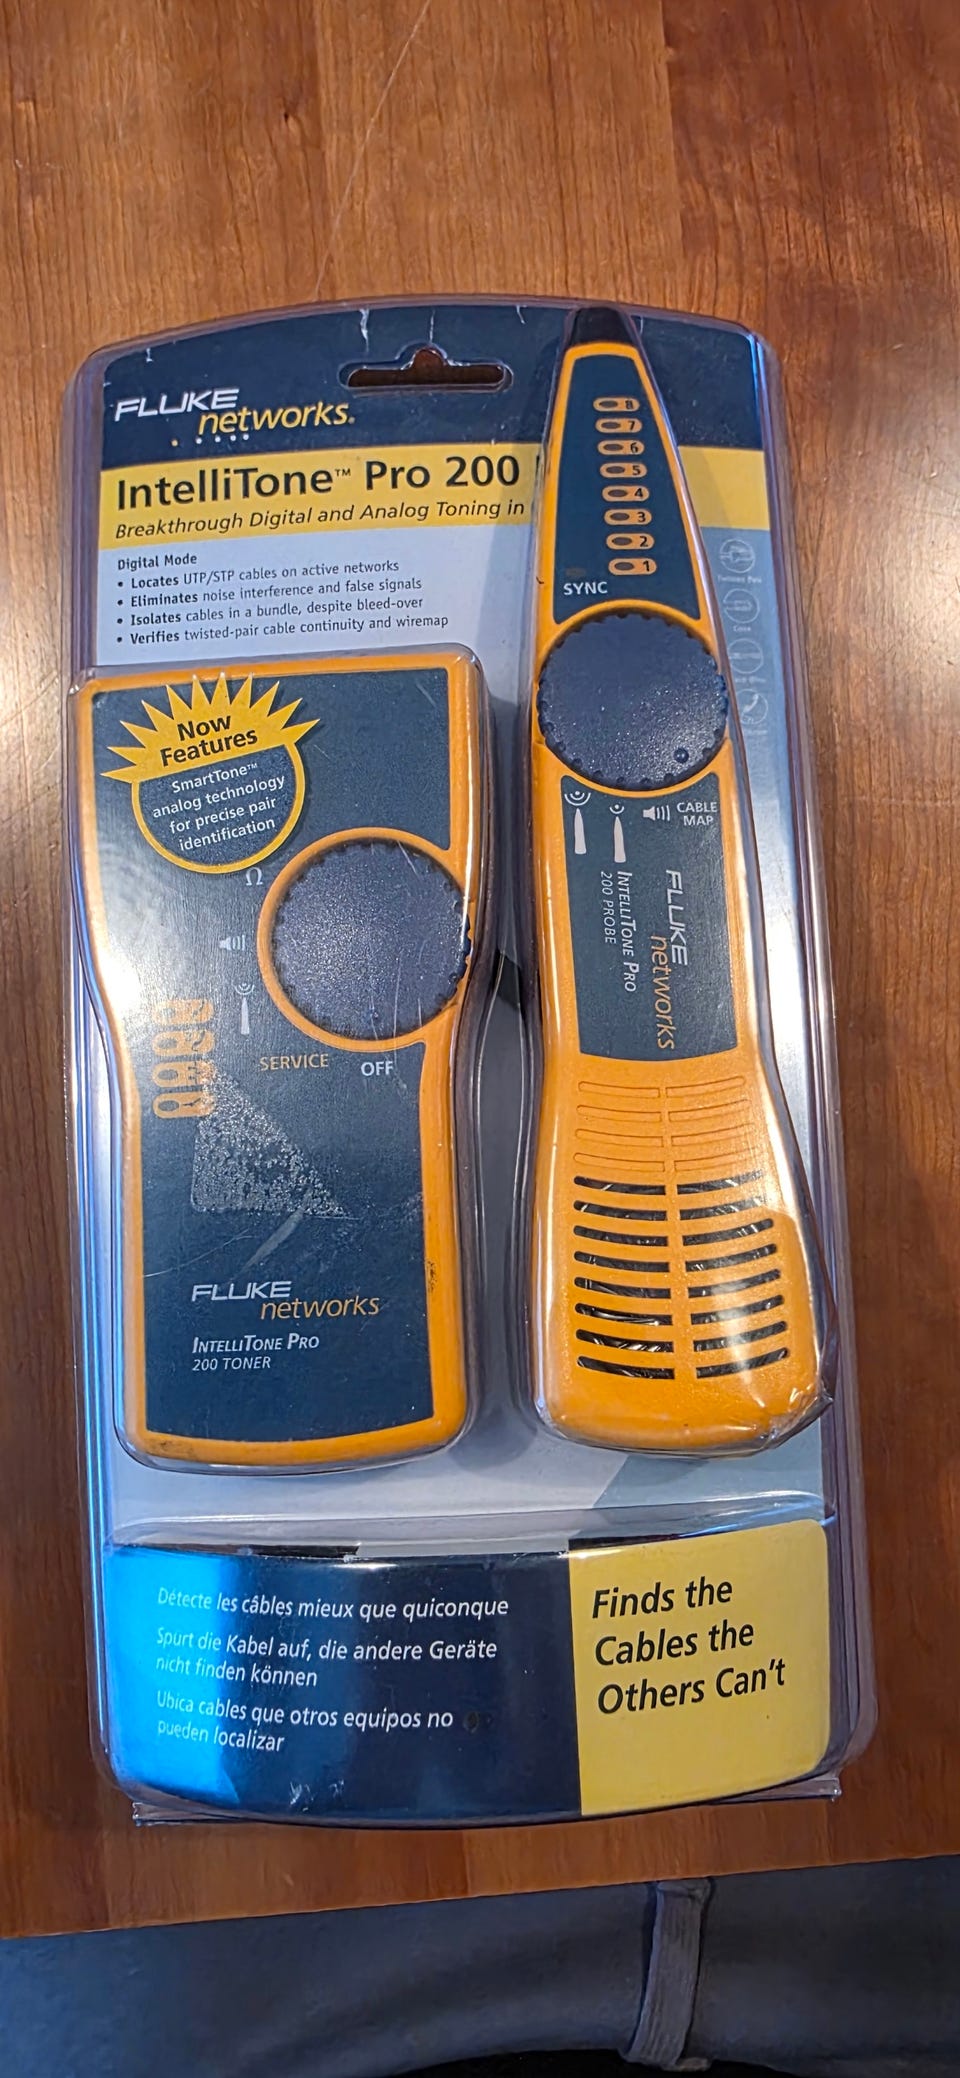 FLUKE
networks®
IntelliTone™ Pro 200
Breakthrough Digital and Analog Toning in
Digital Mode
• Locates UTP/STP cables on active networks
• Eliminates noise interference and false signals
• Isolates cables in a bundle, despite bleed-over
• Verifies twisted-pair cable continuity and wiremap
8
7
6
5
4
3
2
1
SYNC
CABLE
MAP
FLUKE
networks
INTELLITONE PRO
200 PROBE
Now
Features
SmartTone™
analog technology
for precise pair
identification
Ω
SERVICE
OFF
FLUKE
networks
INTELLITONE PRO
200 TONER
Détecte les câbles mieux que quiconque
Spürt die Kabel auf, die andere Geräte
nicht finden können
Ubica cables que otros equipos no
pueden localizar
Finds the
Cables the
Others Can't